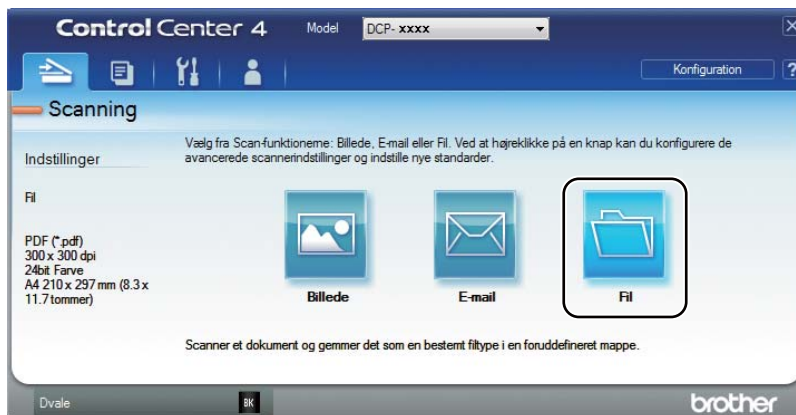 Control Center 4 Model DCP- xxxx X
Konfiguration ?
Scanning
Indstillinger
Fil
PDF (*.pdf)
300 x 300 dpi
24bit Farve
A4 210 x 297 mm (8.3 x
11.7 tommer)
Vælg fra Scan-funktionerne: Billede, E-mail eller Fil. Ved at højreklikke på en knap kan du konfigurere de
avancerede scannerindstillinger og indstille nye standarder.
Billede E-mail Fil
Scanner et dokument og gemmer det som en bestemt filtype i en foruddefineret mappe.
Dvale BK brother